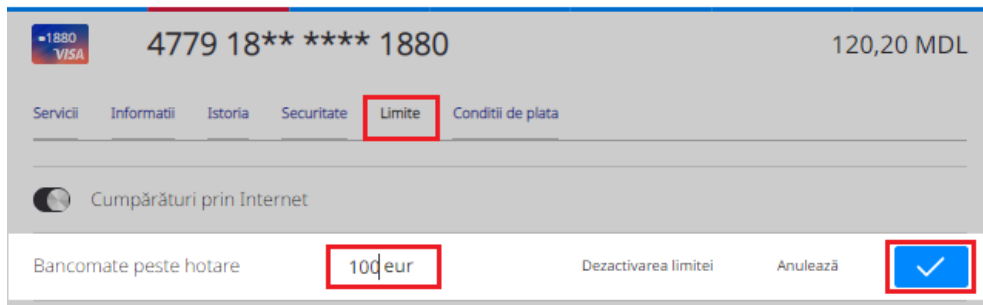 1880
VISA
4779 18** **** 1880
120,20 MDL
Servicii Informatii Istoria Securitate Limite Conditii de plata
Cumpărături prin Internet
Bancomate peste hotare 100 eur Dezactivarea limitei Anulează